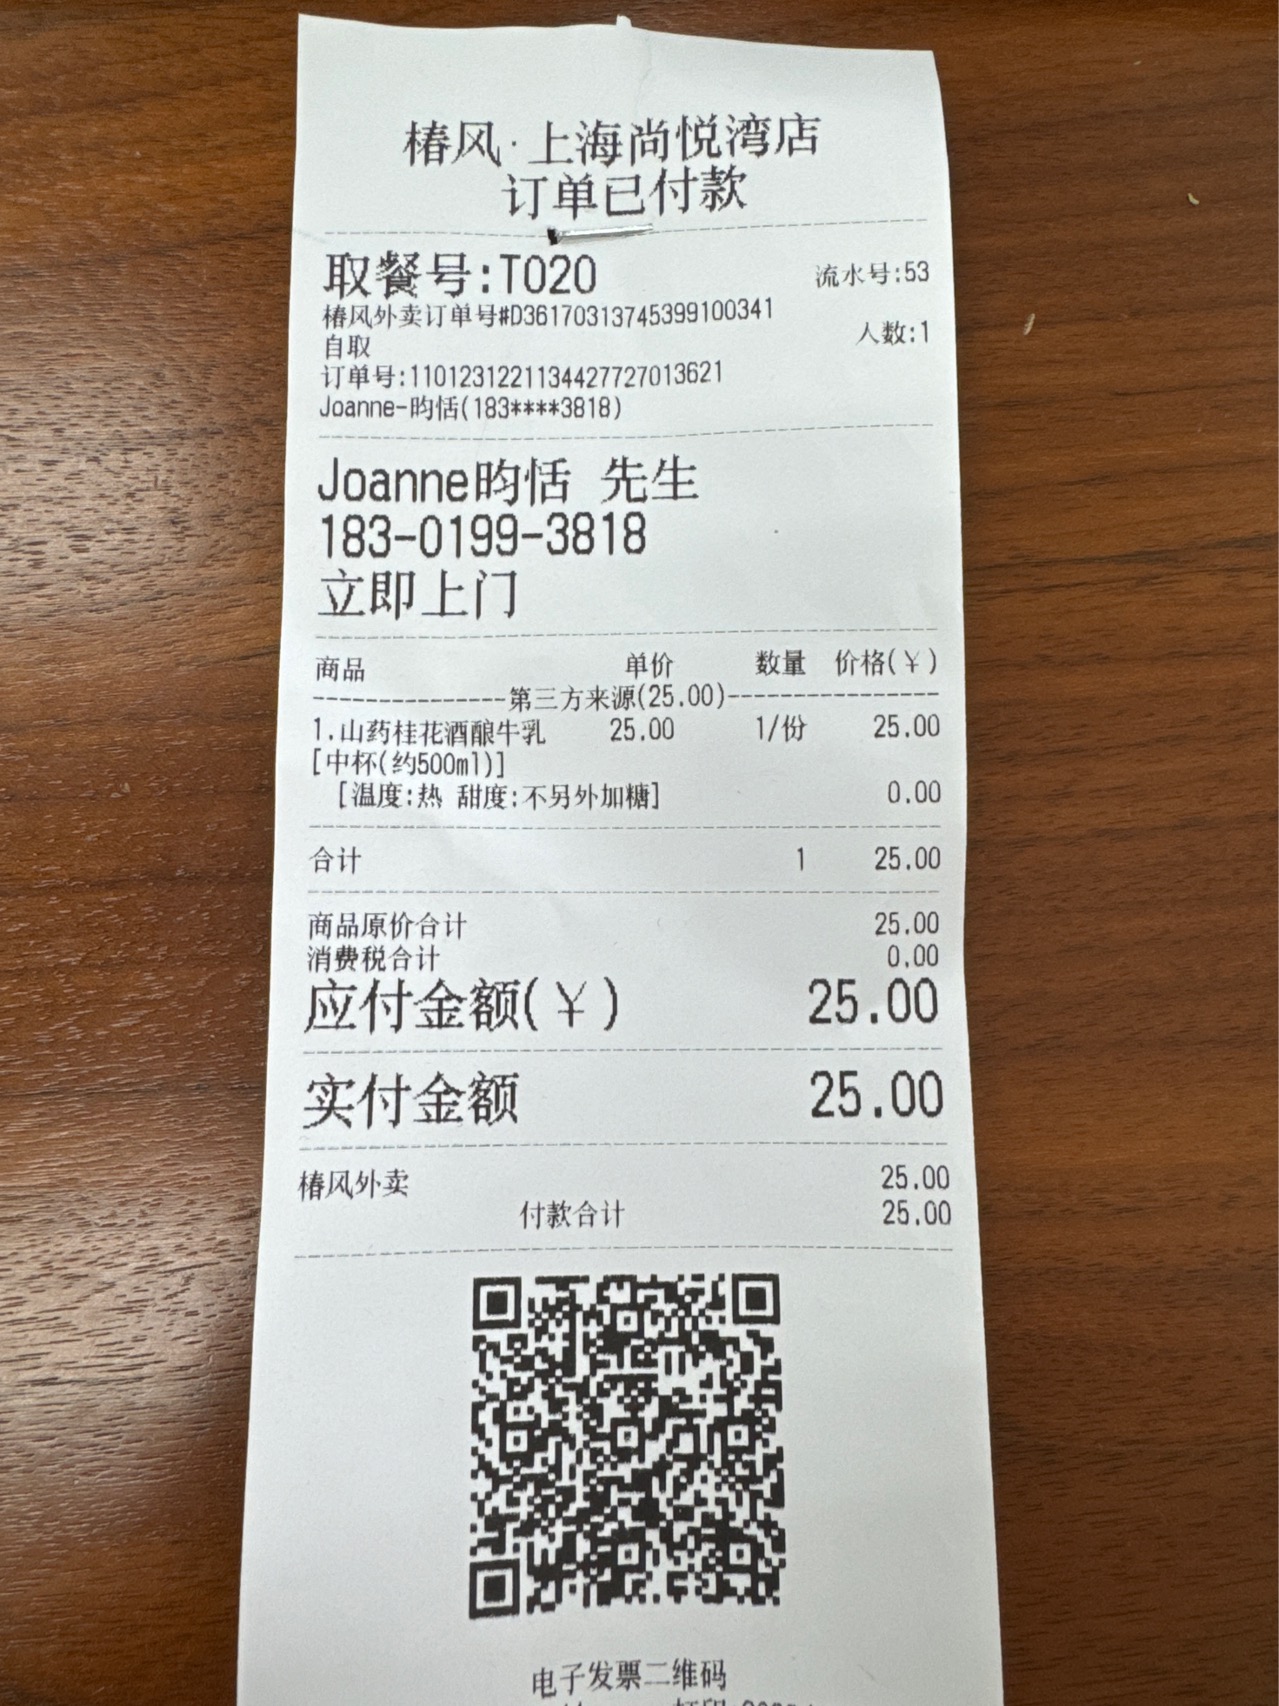 椿风·上海尚悦湾店
订单已付款
取餐号:T020 流水号:53
椿风外卖订单号#D36170313745399100341
自取 人数:1
订单号:1101231221134427727013621
Joanne-昀恬(183****3818)
Joanne昀恬 先生
183-0199-3818
立即上门
商品 单价 数量 价格(¥)
---------------第三方来源(25.00)----------------
1.山药桂花酒酿牛乳 25.00 1/份 25.00
[中杯(约500ml)]
[温度:热 甜度:不另外加糖] 0.00
合计 1 25.00
商品原价合计 25.00
消费税合计 0.00
应付金额(¥) 25.00
实付金额 25.00
椿风外卖 25.00
付款合计 25.00
电子发票二维码